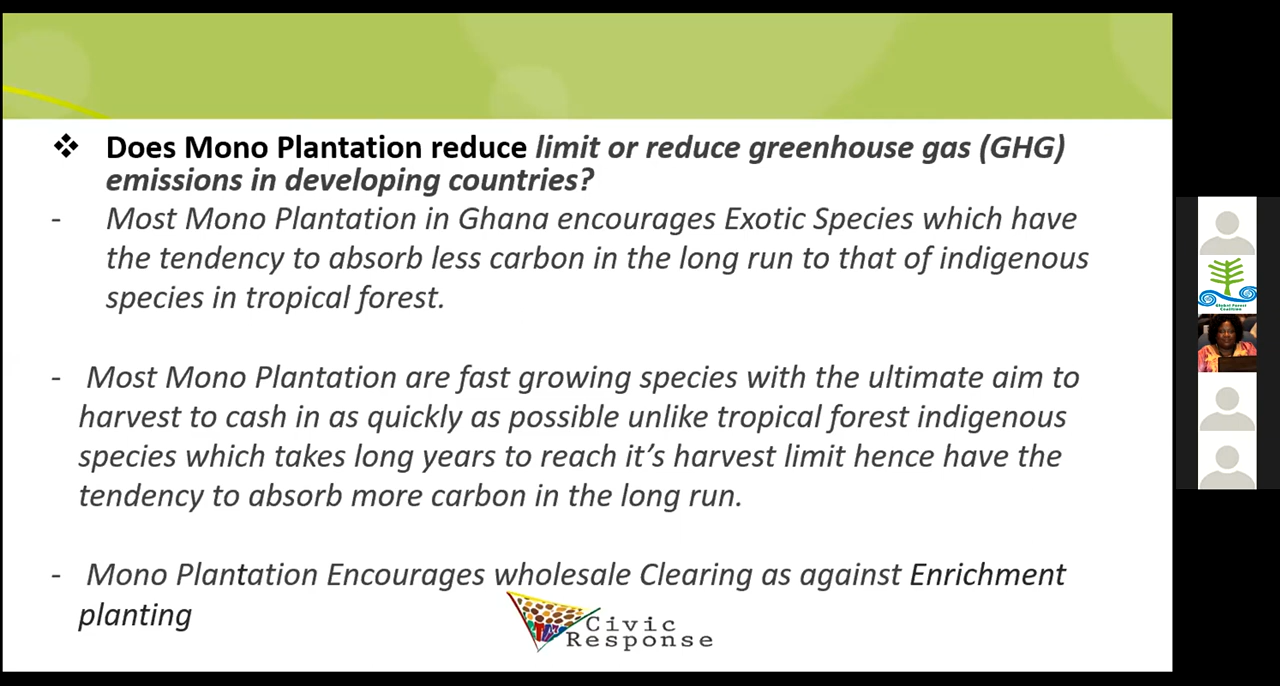 ❖ Does Mono Plantation reduce limit or reduce greenhouse gas (GHG)
emissions in developing countries?
- Most Mono Plantation in Ghana encourages Exotic Species which have
the tendency to absorb less carbon in the long run to that of indigenous
species in tropical forest.
- Most Mono Plantation are fast growing species with the ultimate aim to
harvest to cash in as quickly as possible unlike tropical forest indigenous
species which takes long years to reach it’s harvest limit hence have the
tendency to absorb more carbon in the long run.
- Mono Plantation Encourages wholesale Clearing as against Enrichment
planting
Civic
Response
Global Forest
Coalition